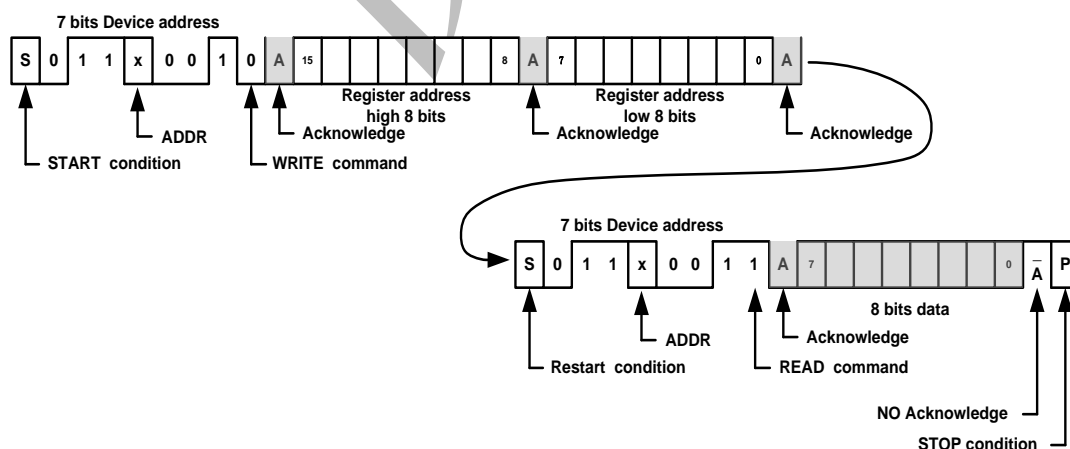 7 bits Device address
S 0 1 1 x 0 0 1 0 A 15 8 A 7 0 A
Register address high 8 bits
Register address low 8 bits
Acknowledge
Acknowledge
Acknowledge
ADDR
START condition
WRITE command
7 bits Device address
S 0 1 1 x 0 0 1 1 A 7 0 A̅ P
8 bits data
ADDR
Acknowledge
Restart condition
READ command
NO Acknowledge
STOP condition